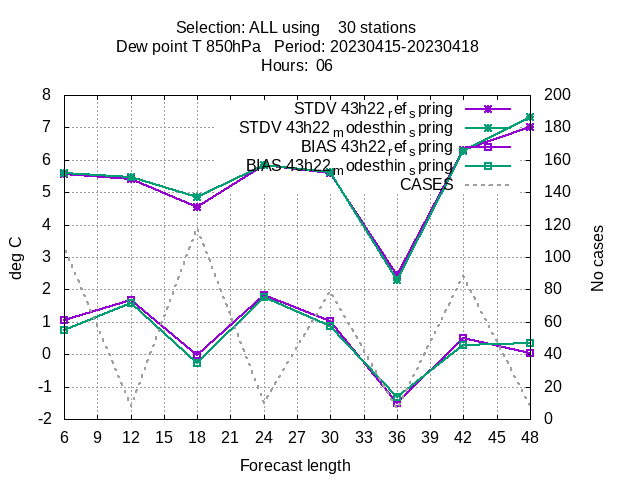 Selection: ALL using    30 stations
Dew point T 850hPa   Period: 20230415-20230418
Hours:  06
STDV 43h22_ref_spring
STDV 43h22_modesthin_spring
BIAS 43h22_ref_spring
BIAS 43h22_modesthin_spring
CASES
8
7
6
5
4
3
2
1
0
-1
-2
deg C
200
180
160
140
120
100
80
60
40
20
0
No cases
6 9 12 15 18 21 24 27 30 33 36 39 42 45 48
Forecast length